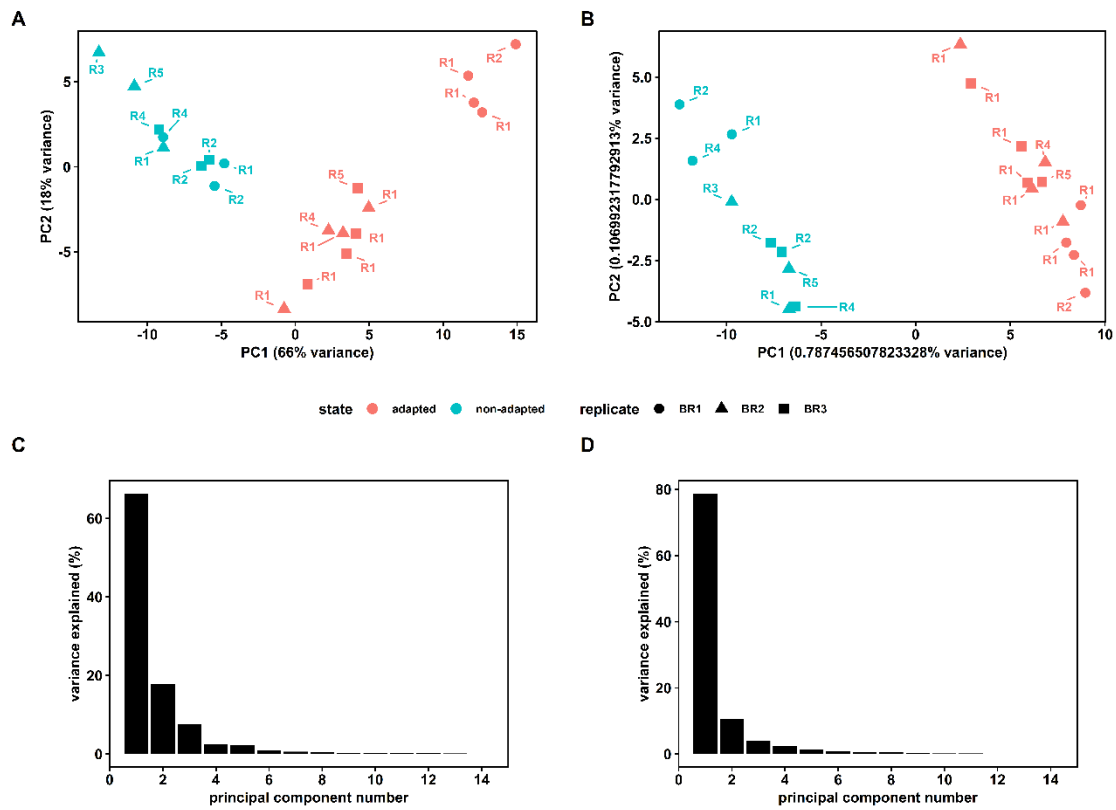 A
B
PC2 (18% variance)
5
0
-5
R3
R5
R4
R4
R1
R2
R2
R1
R2
R2
R1
R1
R1
R5
R1
R4
R1
R1
R1
R1
R1
-10
-5
0
5
10
15
PC1 (66% variance)
PC2 (0.106992317792913% variance)
5.0
2.5
0.0
-2.5
-5.0
R2
R1
R4
R3
R2
R2
R5
R1
R4
R1
R1
R1
R4
R1
R5
R1
R1
R1
R1
R1
R2
-10
-5
0
5
10
PC1 (0.787456507823328% variance)
state adapted non-adapted replicate BR1 BR2 BR3
C
D
variance explained (%)
60
40
20
0
0 2 4 6 8 10 12 14
principal component number
variance explained (%)
80
60
40
20
0
0 2 4 6 8 10 12 14
principal component number